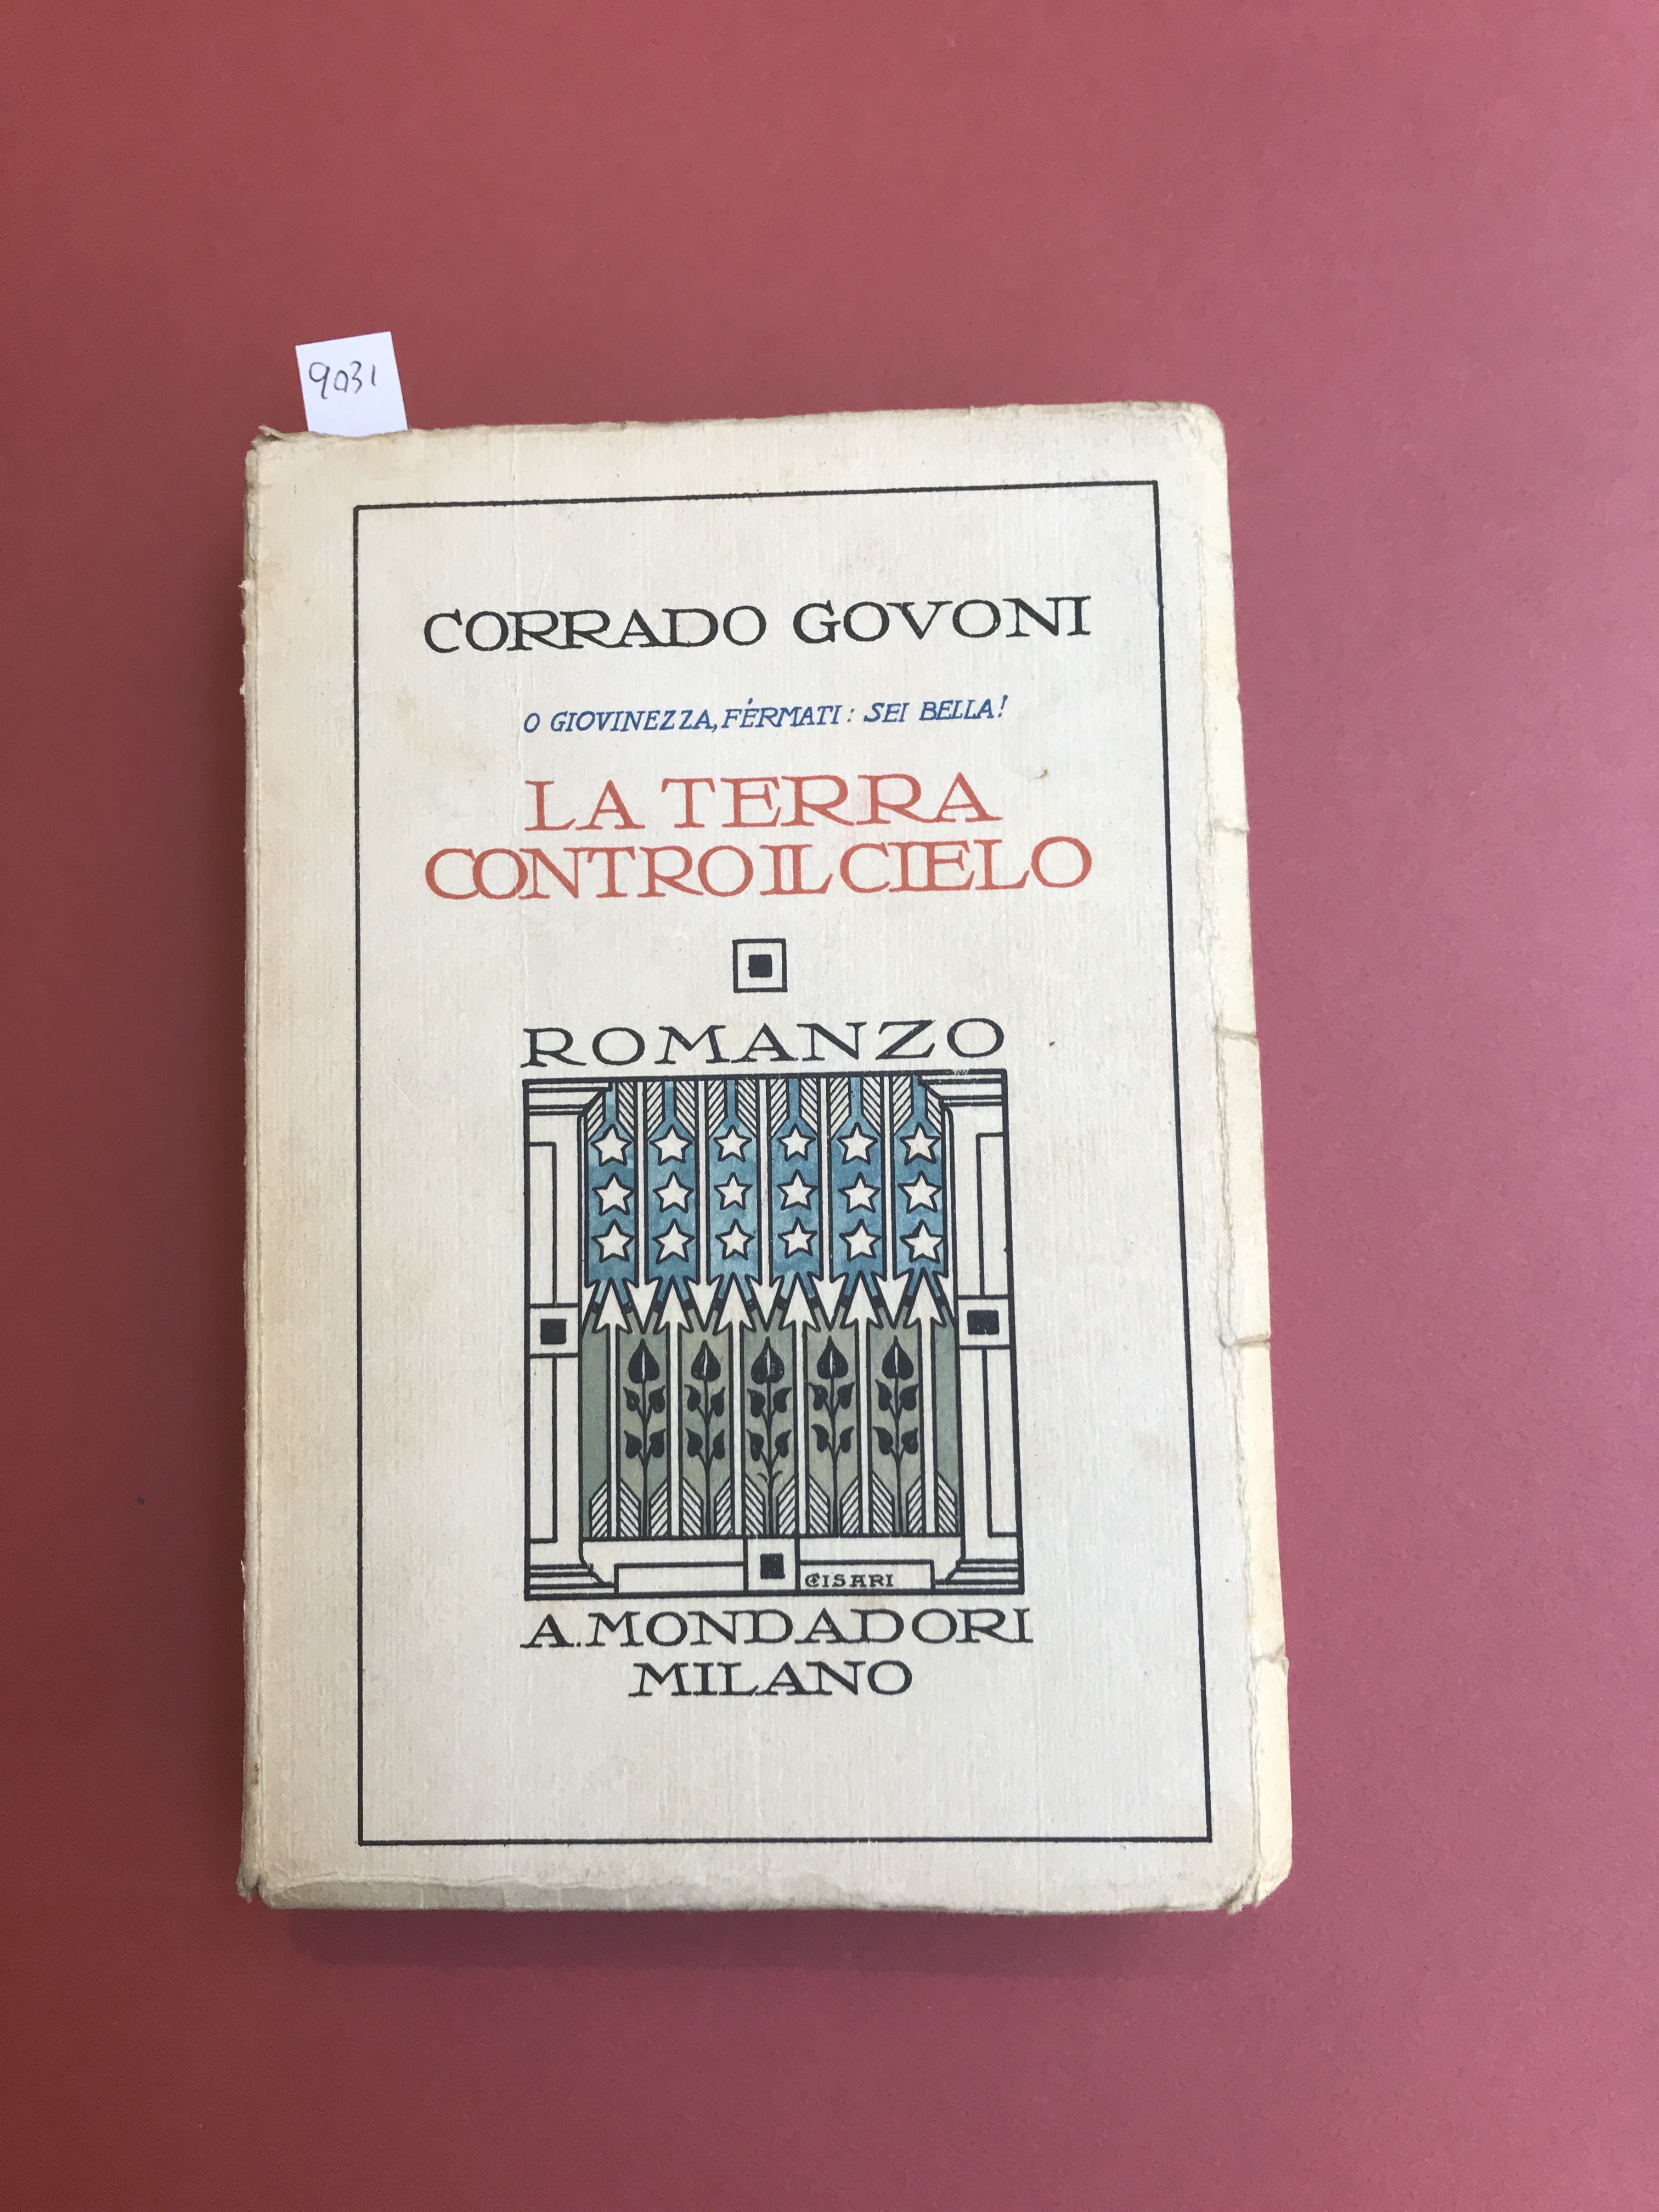 9031
CORRADO GOVONI
O GIOVINEZZA, FÉRMATI: SEI BELLA!
LA TERRA
CONTRO IL CIELO
ROMANZO
CISARI
A. MONDADORI
MILANO